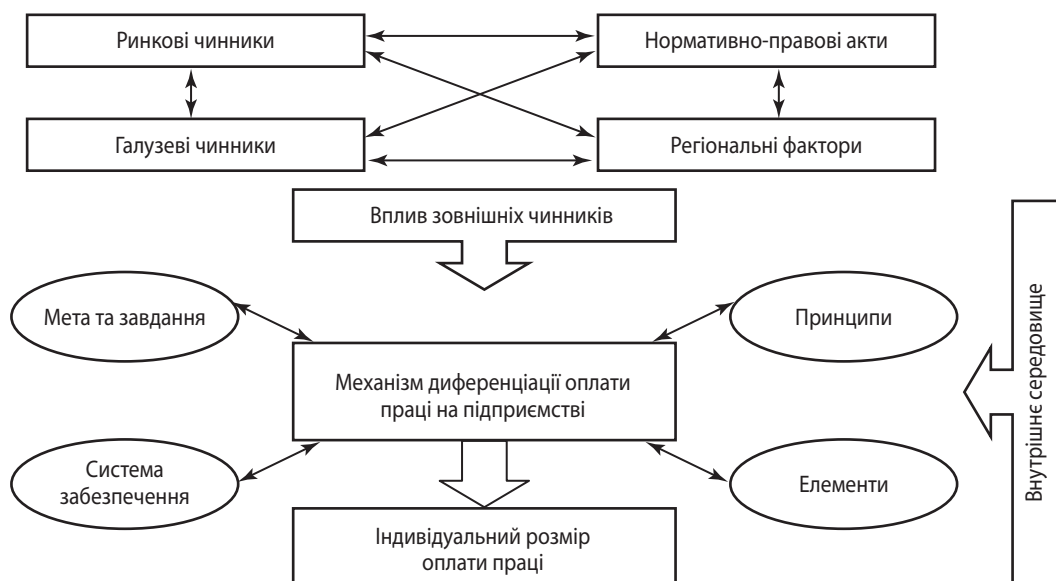 Ринкові чинники
Нормативно-правові акти
Галузеві чинники
Регіональні фактори
Вплив зовнішніх чинників
Мета та завдання
Принципи
Механізм диференціації оплати
праці на підприємстві
Внутрішнє середовище
Система
забезпечення
Елементи
Індивідуальний розмір
оплати праці